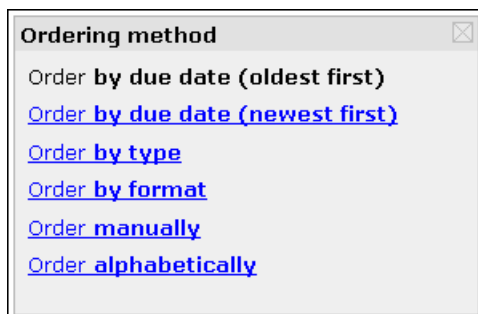 Ordering method
Order by due date (oldest first)
Order by due date (newest first)
Order by type
Order by format
Order manually
Order alphabetically